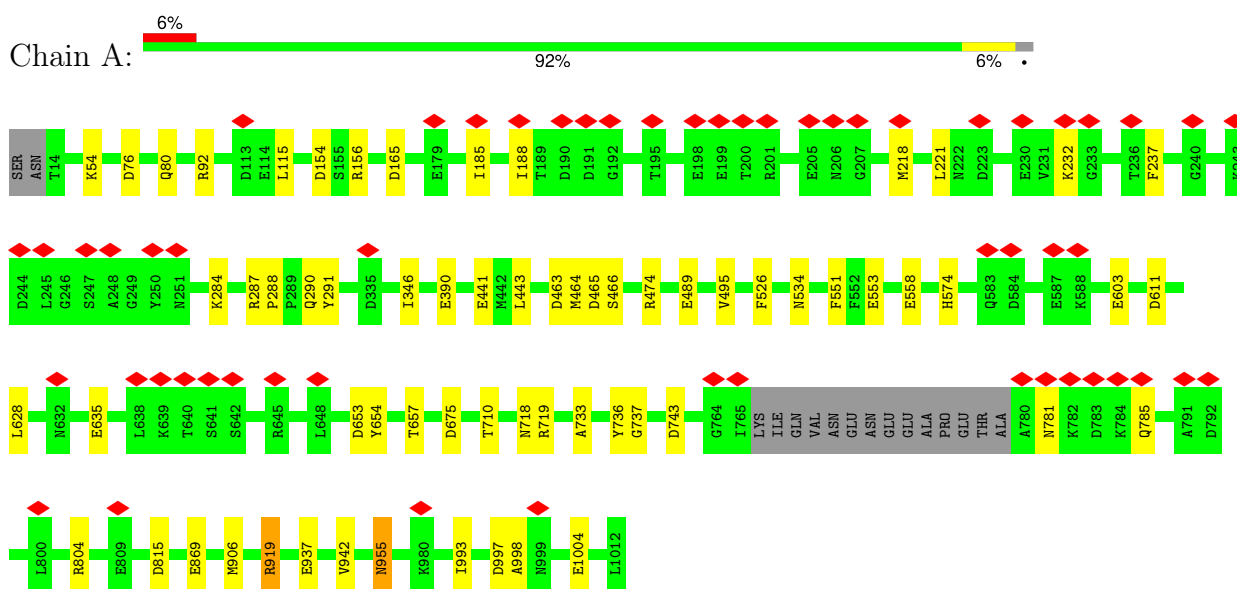 6%
Chain A:
92% 6% •
SER ASN T14 K54 D76 Q80 R92 D113 E114 L115 D154 S155 R156 D165 E179 I185 I188 T189 D190 D191 G192 T195 E198 E199 T200 R201 E205 N206 G207 M218 L221 N222 D223 E230 V231 K232 G233 T236 F237 G240
D244 L245 G246 S247 A248 G249 Y250 N251 K284 R287 P288 P289 Q290 Y291 D335 I346 E390 E441 M442 L443 D463 M464 D465 S466 R474 E489 V495 F526 N534 F551 F552 E553 E558 H574 Q583 D584 E587 K588 E603 D611
L628 N632 E635 L638 K639 T640 S641 S642 R645 L648 D653 Y654 T657 D675 T710 N718 R719 A733 Y736 G737 D743 G764 I765 LYS ILE GLN VAL ASN GLU ASN GLU GLU ALA PRO GLU THR ALA A780 N781 K782 D783 K784 Q785 A791 D792
L800 R804 E809 D815 E869 M906 R919 E937 V942 N955 K980 I993 D997 A998 N999 E1004 L1012